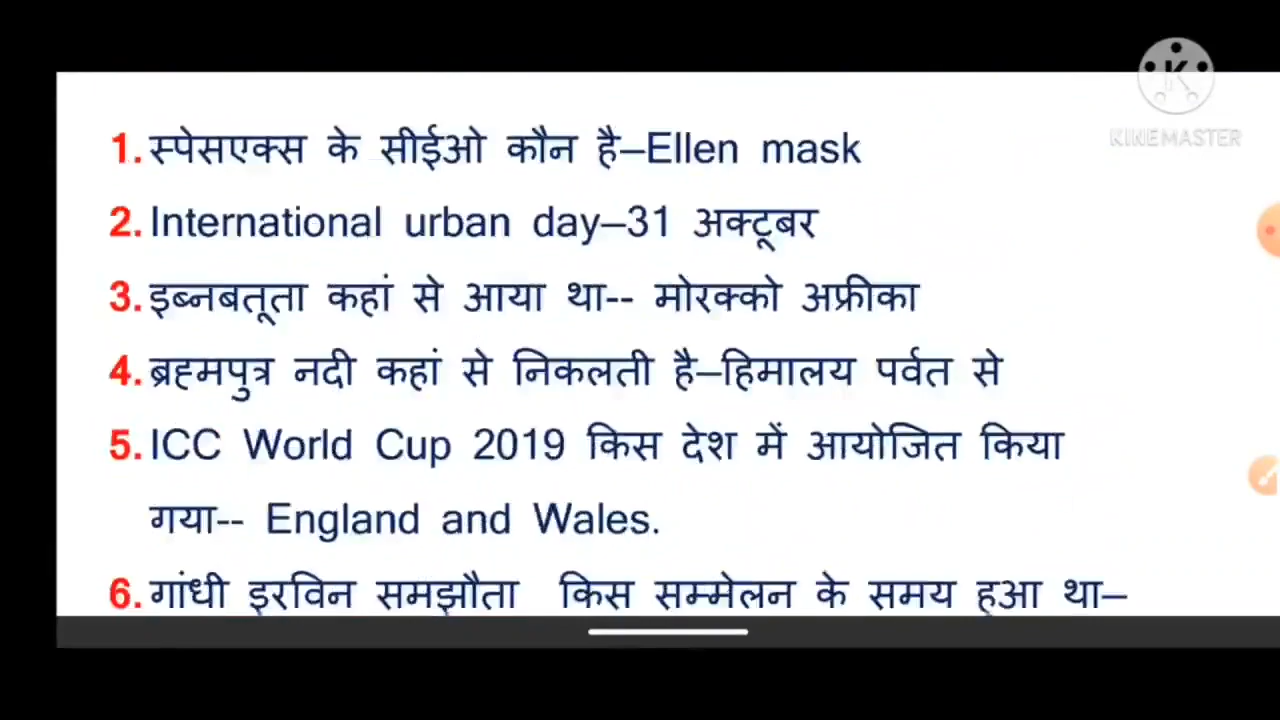 KINEMASTER
1. स्पेसएक्स के सीईओ कौन है–Ellen mask
2. International urban day–31 अक्टूबर
3. इब्नबतूता कहां से आया था-- मोरक्को अफ्रीका
4. ब्रह्मपुत्र नदी कहां से निकलती है–हिमालय पर्वत से
5. ICC World Cup 2019 किस देश में आयोजित किया
गया-- England and Wales.
6. गांधी इरविन समझौता किस सम्मेलन के समय हुआ था–